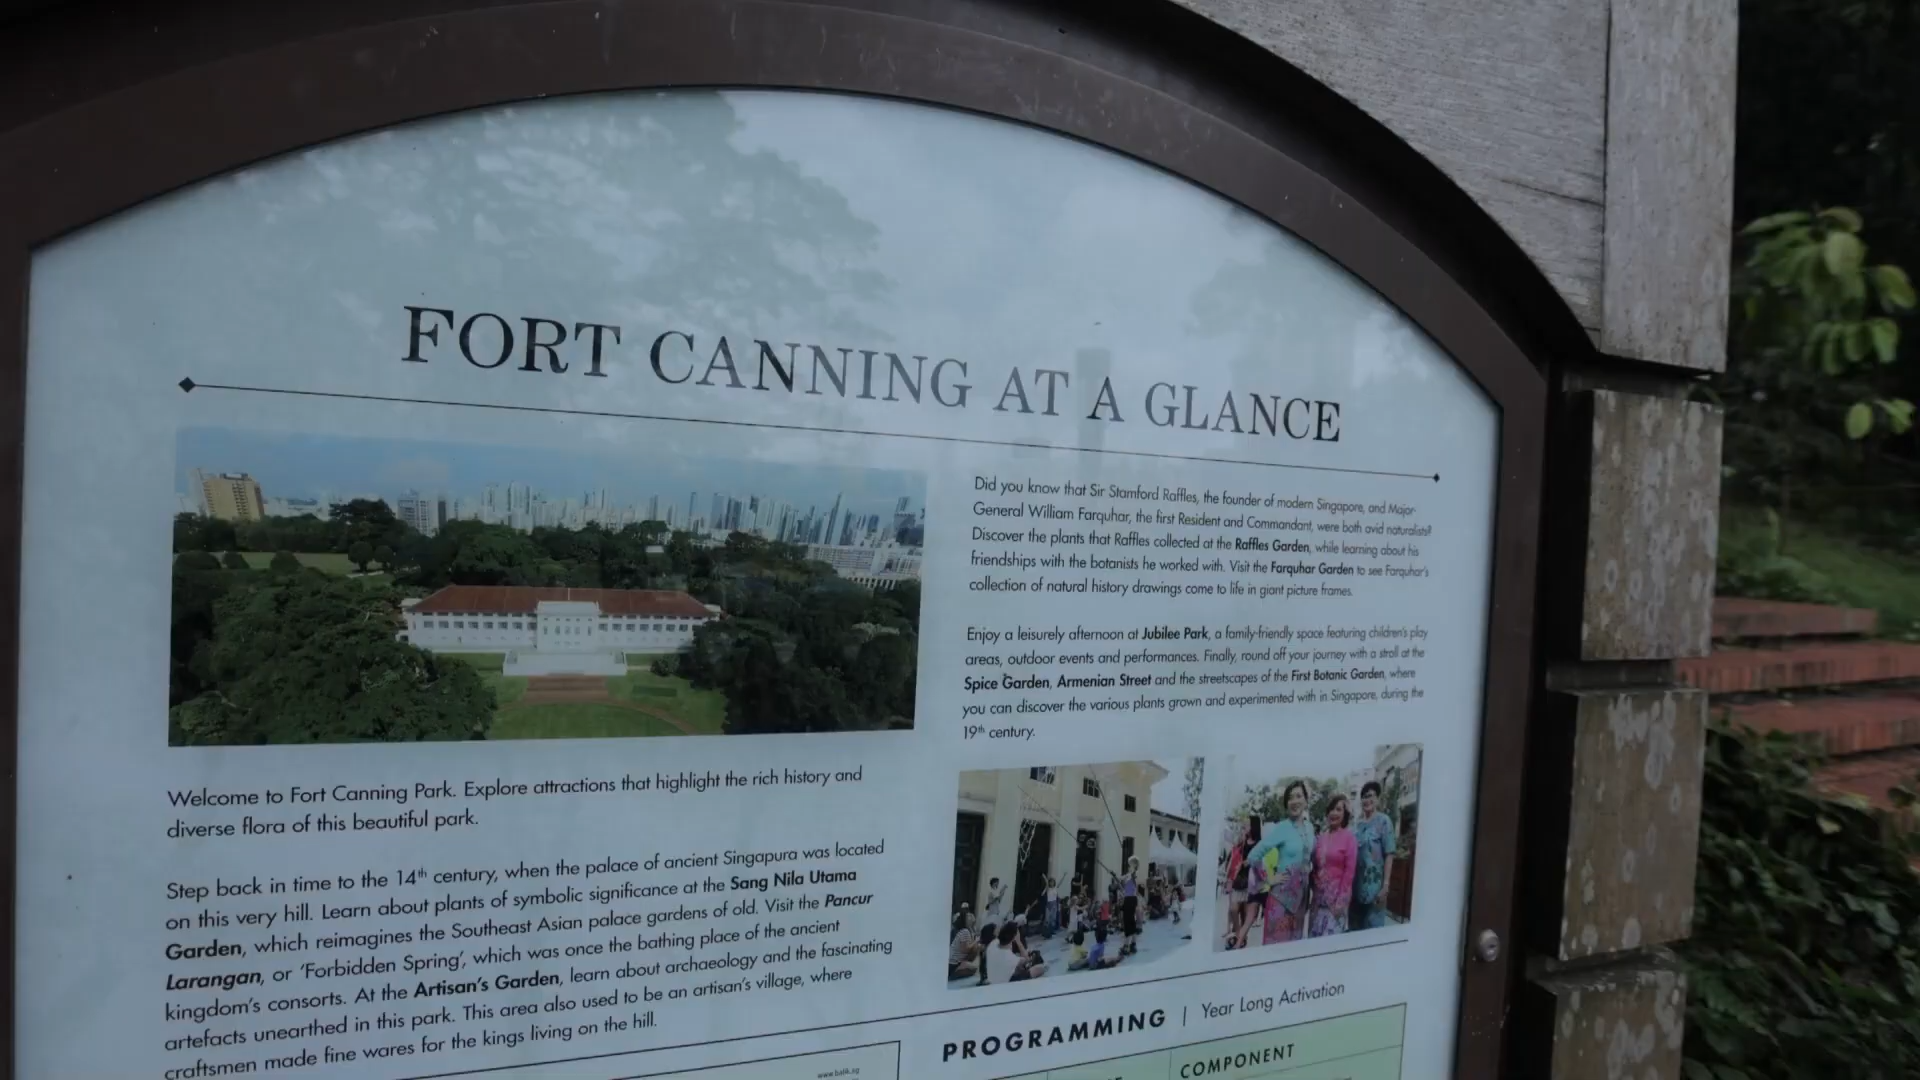 FORT CANNING AT A GLANCE
Welcome to Fort Canning Park. Explore attractions that highlight the rich history and
diverse flora of this beautiful park.
Step back in time to the 14th century, when the palace of ancient Singapura was located
on this very hill. Learn about plants of symbolic significance at the Sang Nila Utama
Garden, which reimagines the Southeast Asian palace gardens of old. Visit the Pancur
Larangan, or ‘Forbidden Spring’, which was once the bathing place of the ancient
kingdom’s consorts. At the Artisan’s Garden, learn about archaeology and the fascinating
artefacts unearthed in this park. This area also used to be an artisan’s village, where
craftsmen made fine wares for the kings living on the hill.
Did you know that Sir Stamford Raffles, the founder of modern Singapore, and Major-
General William Farquhar, the first Resident and Commandant, were both avid naturalists?
Discover the plants that Raffles collected at the Raffles Garden, while learning about his
friendships with the botanists he worked with. Visit the Farquhar Garden to see Farquhar’s
collection of natural history drawings come to life in giant picture frames.
Enjoy a leisurely afternoon at Jubilee Park, a family-friendly space featuring children’s play
areas, outdoor events and performances. Finally, round off your journey with a stroll at the
Spice Garden, Armenian Street and the streetscapes of the First Botanic Garden, where
you can discover the various plants grown and experimented with in Singapore, during the
19th century.
PROGRAMMING | Year Long Activation
COMPONENT